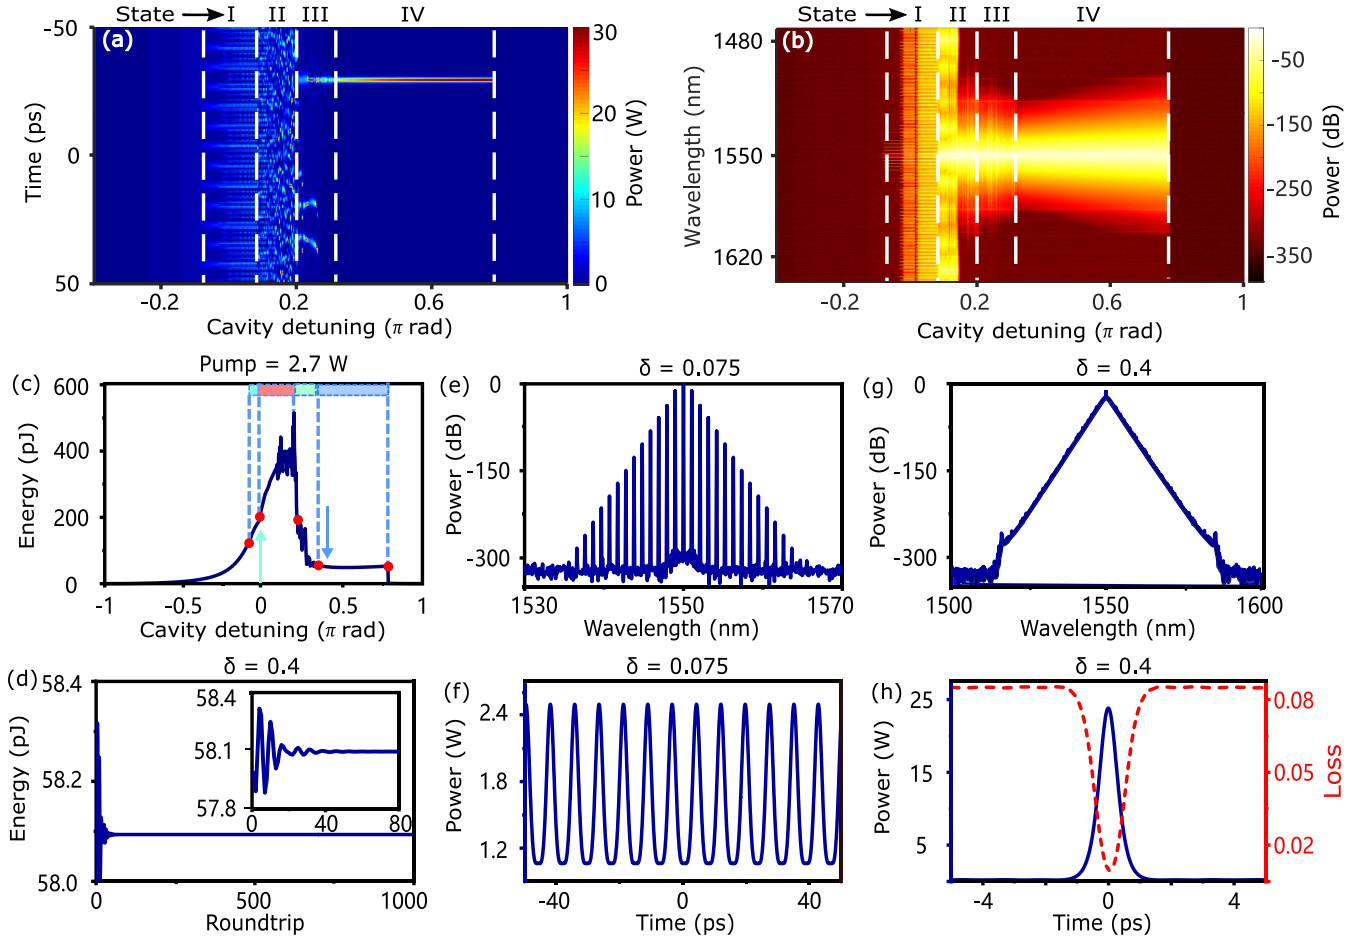 State I II III IV
(a)
-50
0
50
Time (ps)
-0.2 0.2 0.6 1
Cavity detuning (π rad)
30
20
10
0
Power (W)
State I II III IV
(b)
1480
1550
1620
Wavelength (nm)
-0.2 0.2 0.6 1
Cavity detuning (π rad)
-50
-150
-250
-350
Power (dB)
(c)
Pump = 2.7 W
600
400
200
0
Energy (pJ)
-1 -0.5 0 0.5 1
Cavity detuning (π rad)
(e)
δ = 0.075
0
-150
-300
Power (dB)
1530 1550 1570
Wavelength (nm)
(g)
δ = 0.4
0
-150
-300
Power (dB)
1500 1550 1600
Wavelength (nm)
(d)
δ = 0.4
58.4
58.2
58.0
Energy (pJ)
0 500 1000
Roundtrip
58.4
58.1
57.8
0 40 80
(f)
δ = 0.075
2.4
1.8
1.2
Power (W)
-40 0 40
Time (ps)
(h)
δ = 0.4
25
15
5
Power (W)
-4 0 4
Time (ps)
0.08
0.05
0.02
Loss